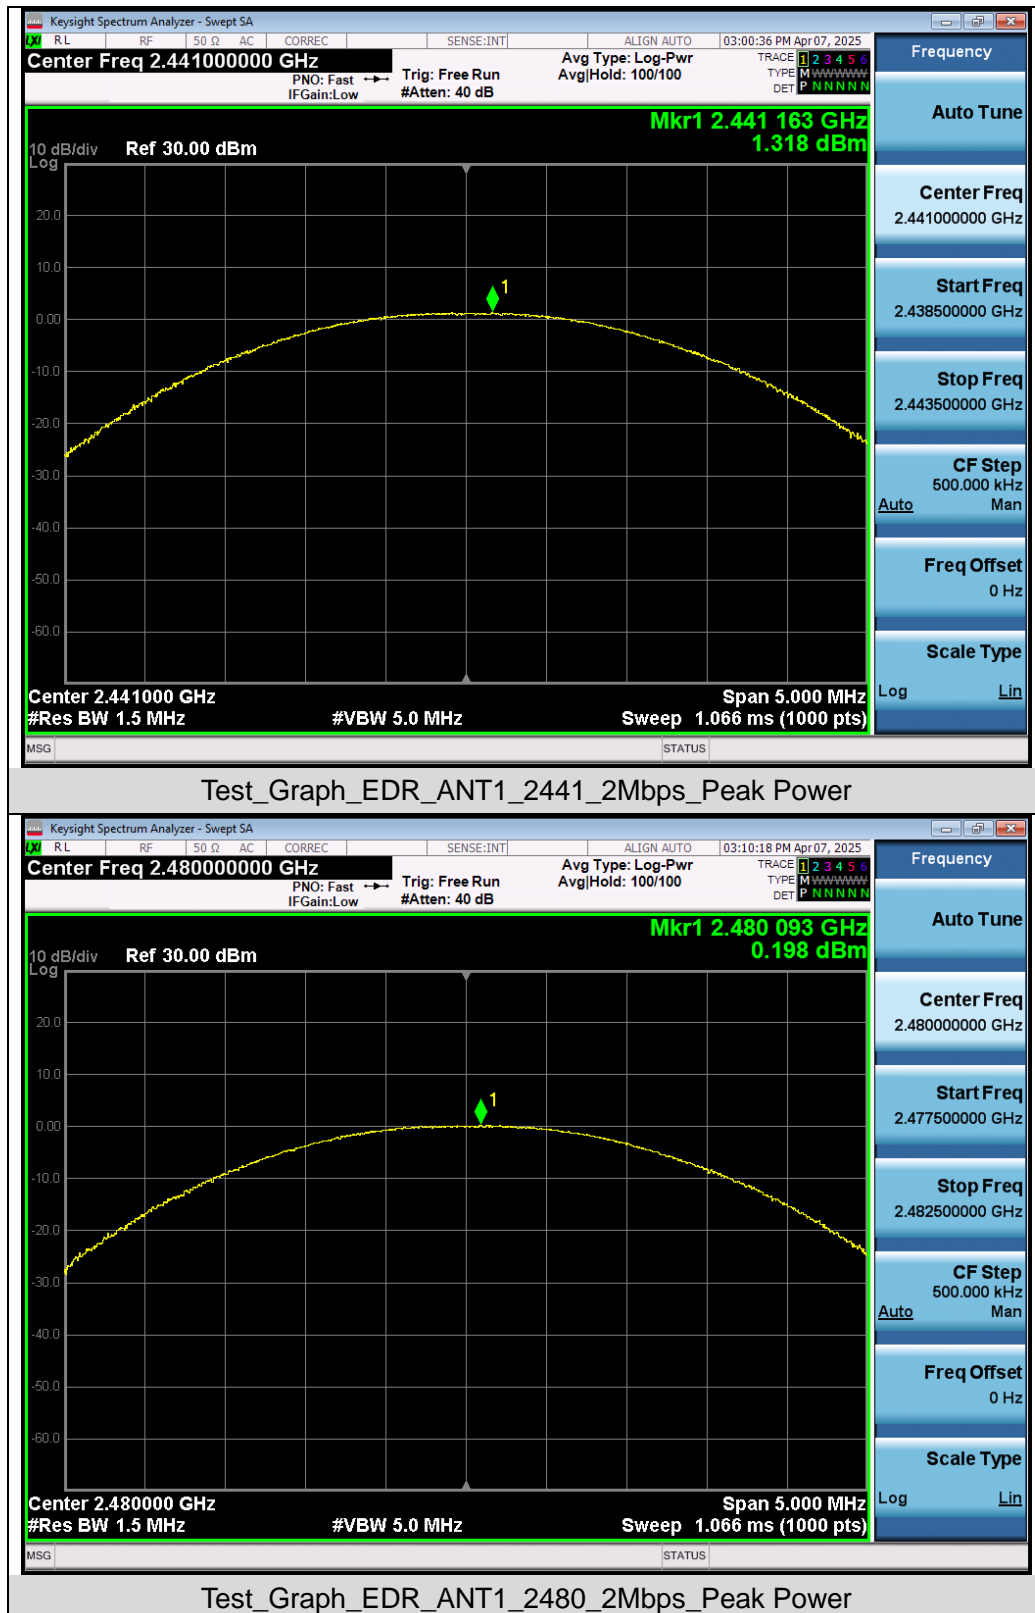 Keysight Spectrum Analyzer - Swept SA
LXI RL RF 50 Ω AC CORREC SENSE:INT ALIGN AUTO 03:00:36 PM Apr 07, 2025
Center Freq 2.441000000 GHz
PNO: Fast
IFGain:Low
Trig: Free Run
#Atten: 40 dB
Avg Type: Log-Pwr
Avg|Hold: 100/100
TRACE 1 2 3 4 5 6
TYPE M W W W W W
DET P N N N N N
Mkr1 2.441 163 GHz
1.318 dBm
10 dB/div Ref 30.00 dBm
Log
20.0
10.0
0.00
-10.0
-20.0
-30.0
-40.0
-50.0
-60.0
1
Center 2.441000 GHz Span 5.000 MHz
#Res BW 1.5 MHz #VBW 5.0 MHz Sweep 1.066 ms (1000 pts)
MSG STATUS
Frequency
Auto Tune
Center Freq
2.441000000 GHz
Start Freq
2.438500000 GHz
Stop Freq
2.443500000 GHz
CF Step
500.000 kHz
Auto Man
Freq Offset
0 Hz
Scale Type
Log Lin
Test_Graph_EDR_ANT1_2441_2Mbps_Peak Power
Keysight Spectrum Analyzer - Swept SA
LXI RL RF 50 Ω AC CORREC SENSE:INT ALIGN AUTO 03:10:18 PM Apr 07, 2025
Center Freq 2.480000000 GHz
PNO: Fast
IFGain:Low
Trig: Free Run
#Atten: 40 dB
Avg Type: Log-Pwr
Avg|Hold: 100/100
TRACE 1 2 3 4 5 6
TYPE M W W W W W
DET P N N N N N
Mkr1 2.480 093 GHz
0.198 dBm
10 dB/div Ref 30.00 dBm
Log
20.0
10.0
0.00
-10.0
-20.0
-30.0
-40.0
-50.0
-60.0
1
Center 2.480000 GHz Span 5.000 MHz
#Res BW 1.5 MHz #VBW 5.0 MHz Sweep 1.066 ms (1000 pts)
MSG STATUS
Frequency
Auto Tune
Center Freq
2.480000000 GHz
Start Freq
2.477500000 GHz
Stop Freq
2.482500000 GHz
CF Step
500.000 kHz
Auto Man
Freq Offset
0 Hz
Scale Type
Log Lin
Test_Graph_EDR_ANT1_2480_2Mbps_Peak Power